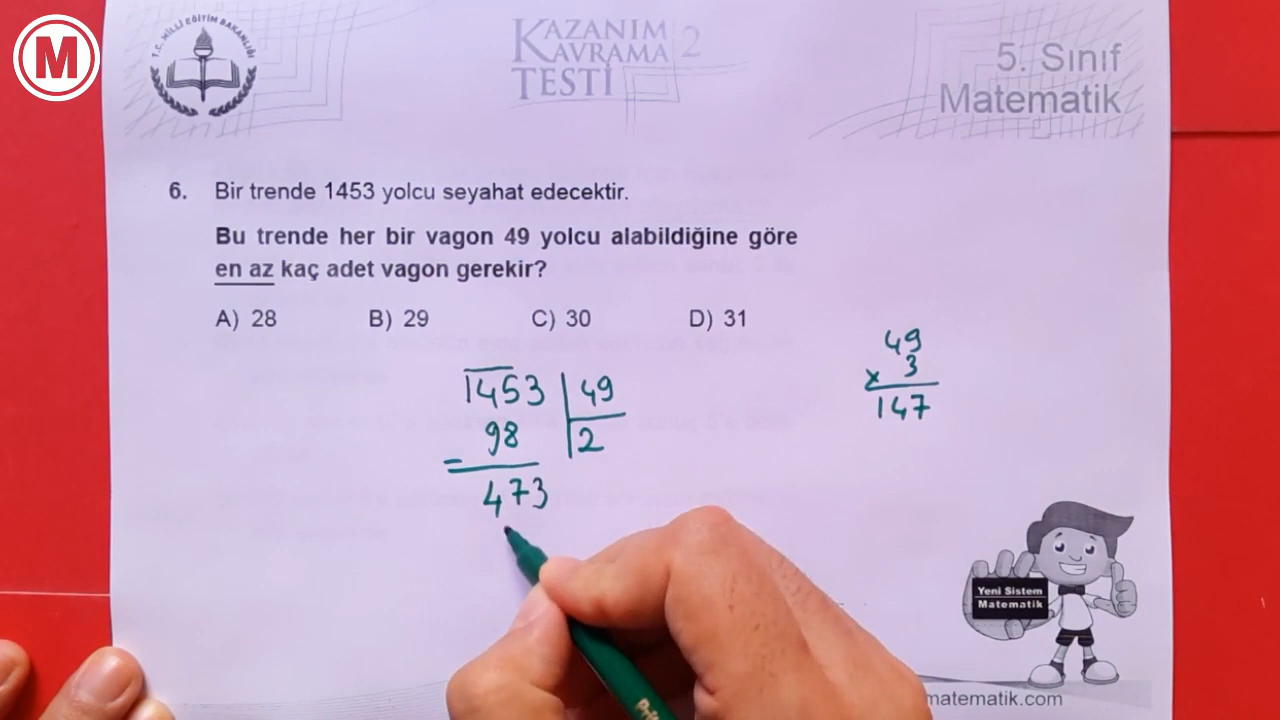 M
T.C. MİLLİ EĞİTİM BAKANLIĞI
KAZANIM
KAVRAMA 2
TESTİ
5. Sınıf
Matematik
6. Bir trende 1453 yolcu seyahat edecektir.
Bu trende her bir vagon 49 yolcu alabildiğine göre
en az kaç adet vagon gerekir?
A) 28 B) 29 C) 30 D) 31
1453 49
98 2
473
49
x 3
147
Yeni Sistem
Matematik
matematik.com